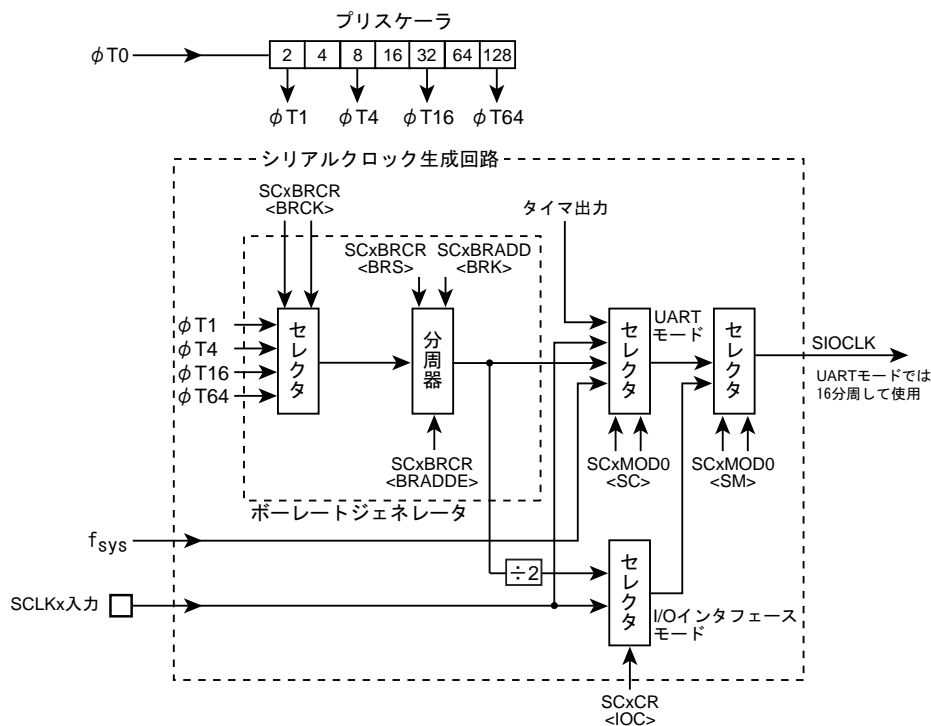 プリスケーラ
φT0
2 4 8 16 32 64 128
φT1 φT4 φT16 φT64
シリアルクロック生成回路
SCxBRCR
<BRCK>
タイマ出力
SCxBRCR
<BRS>
SCxBRADD
<BRK>
φT1
φT4
φT16
φT64
セレクタ
分周器
セレクタ
UART
モード
セレクタ
SIOCLK
UARTモードでは
16分周して使用
SCxBRCR
<BRADDE>
SCxMOD0
<SC>
SCxMOD0
<SM>
ボーレートジェネレータ
fsys
÷2
セレクタ
SCLKx入力
I/Oインタフェース
モード
SCxCR
<IOC>